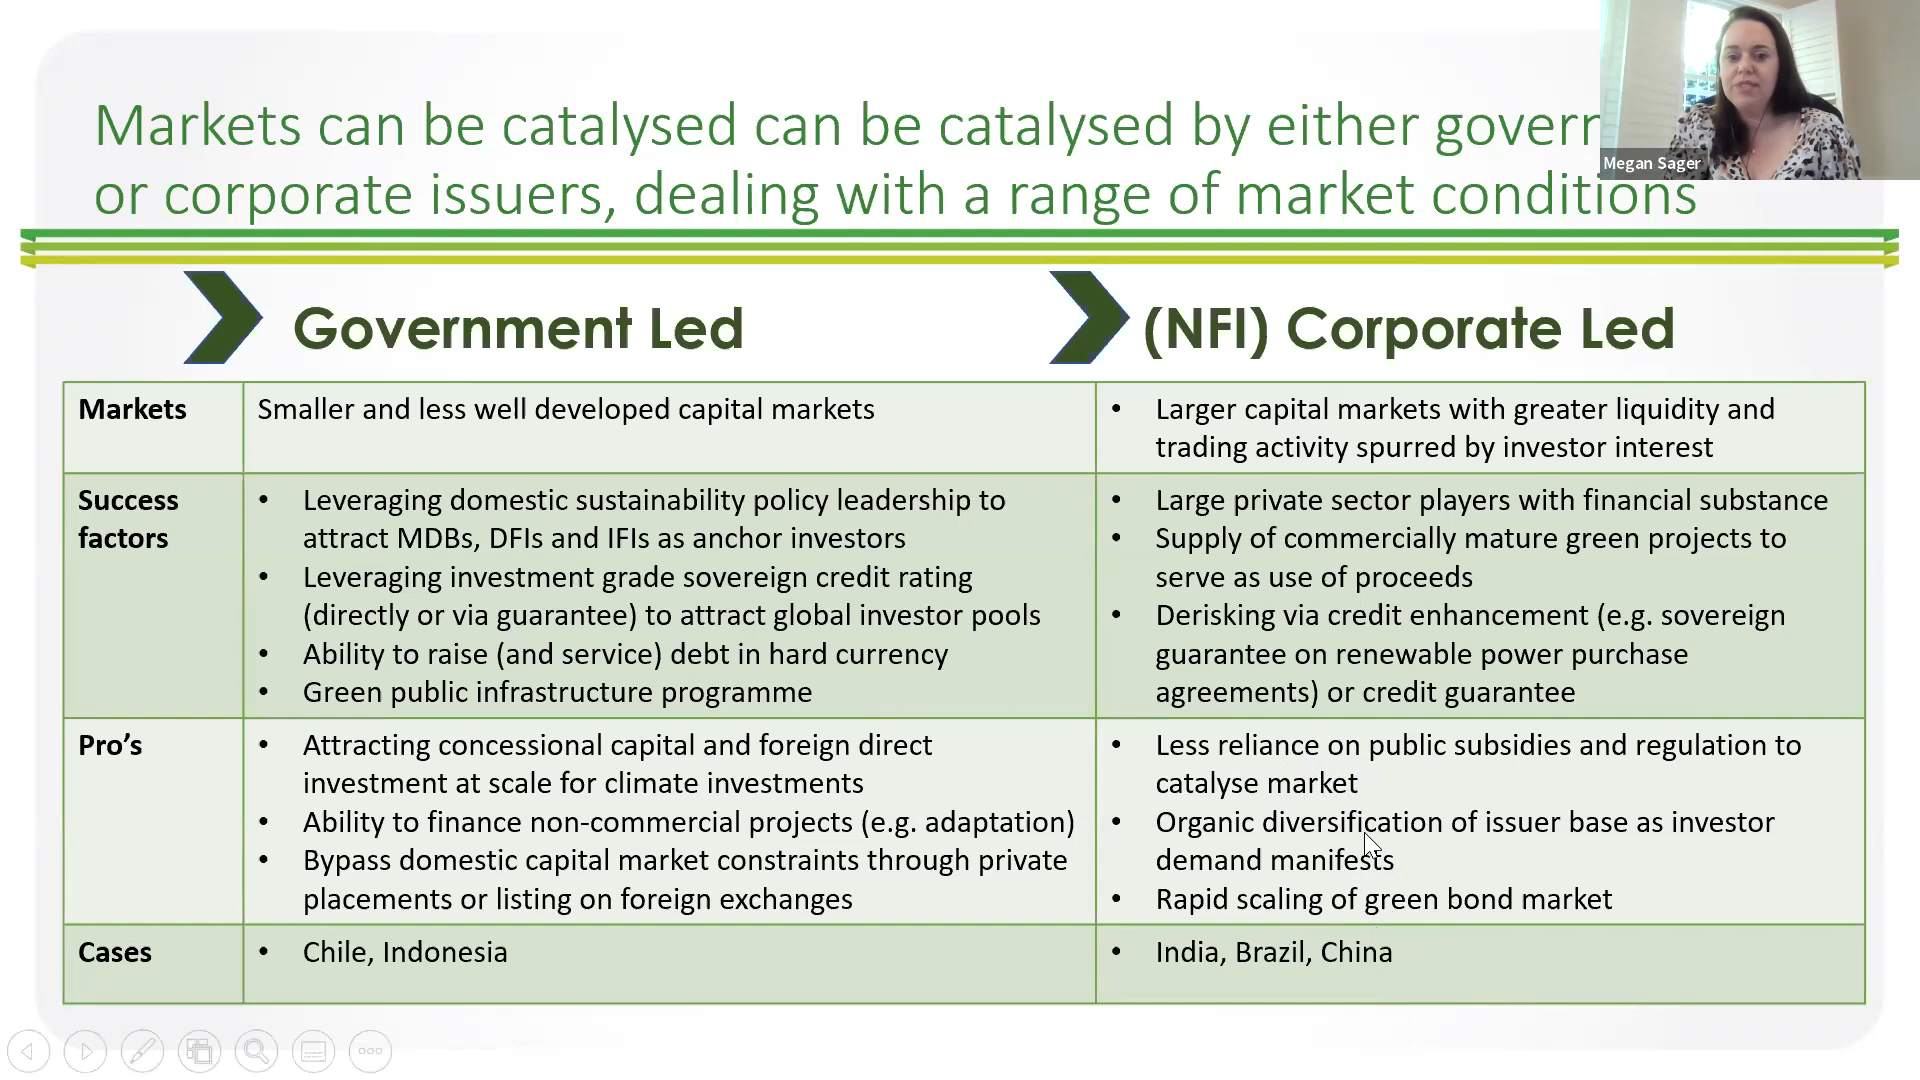 Markets can be catalysed can be catalysed by either govern
or corporate issuers, dealing with a range of market conditions
Megan Sager
Government Led
(NFI) Corporate Led
Markets
Smaller and less well developed capital markets
• Larger capital markets with greater liquidity and
trading activity spurred by investor interest
Success
factors
• Leveraging domestic sustainability policy leadership to
attract MDBs, DFIs and IFIs as anchor investors
• Leveraging investment grade sovereign credit rating
(directly or via guarantee) to attract global investor pools
• Ability to raise (and service) debt in hard currency
• Green public infrastructure programme
• Large private sector players with financial substance
• Supply of commercially mature green projects to
serve as use of proceeds
• Derisking via credit enhancement (e.g. sovereign
guarantee on renewable power purchase
agreements) or credit guarantee
Pro's
• Attracting concessional capital and foreign direct
investment at scale for climate investments
• Ability to finance non-commercial projects (e.g. adaptation)
• Bypass domestic capital market constraints through private
placements or listing on foreign exchanges
• Less reliance on public subsidies and regulation to
catalyse market
• Organic diversification of issuer base as investor
demand manifests
• Rapid scaling of green bond market
Cases
• Chile, Indonesia
• India, Brazil, China